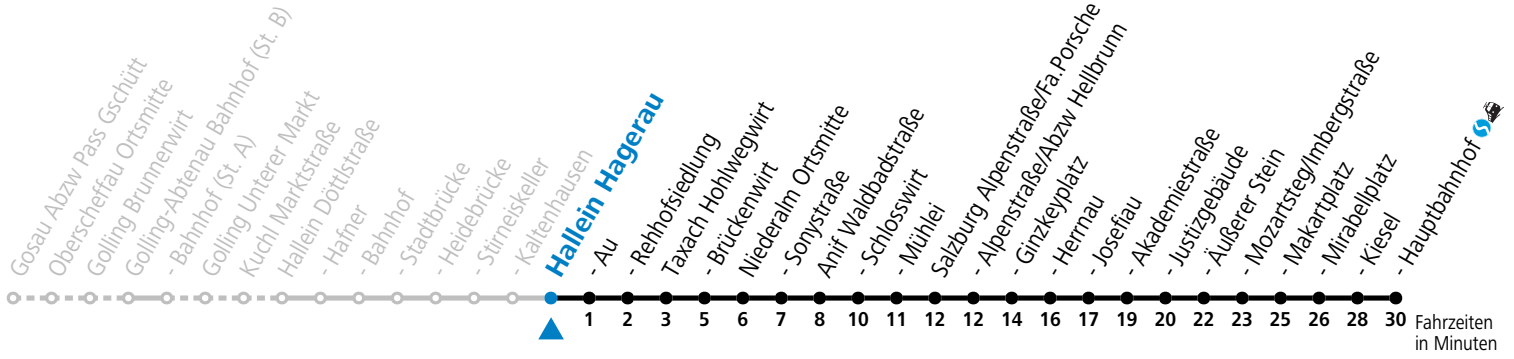 Gosau Abzw Pass Gschütt
Oberscheffau Ortsmitte
Golling Brunnenwirt
Golling-Abtenau Bahnhof (St. B)
- Bahnhof (St. A)
Golling Unterer Markt
Kuchl Marktstraße
Hallein Döttlstraße
- Hafner
- Bahnhof
- Stadtbrücke
- Heidebrücke
- Stirneiskeller
- Kaltenhausen
Hallein Hagerau
- Au
- Rehhofsiedlung
Taxach Hohlwegwirt
- Brückenwirt
Niederalm Ortsmitte
- Sonystraße
Anif Waldbadstraße
- Schlosswirt
- Mühlei
Salzburg Alpenstraße/Fa.Porsche
- Alpenstraße/Abzw Hellbrunn
- Ginzkeyplatz
- Herrnau
- Josefiau
- Akademiestraße
- Justizgebäude
- Äußerer Stein
- Mozartsteg/Imbergstraße
- Makartplatz
- Mirabellplatz
- Kiesel
- Hauptbahnhof
1 2 3 5 6 7 8 10 11 12 12 14 16 17 19 20 22 23 25 26 28 30 Fahrzeiten
in Minuten